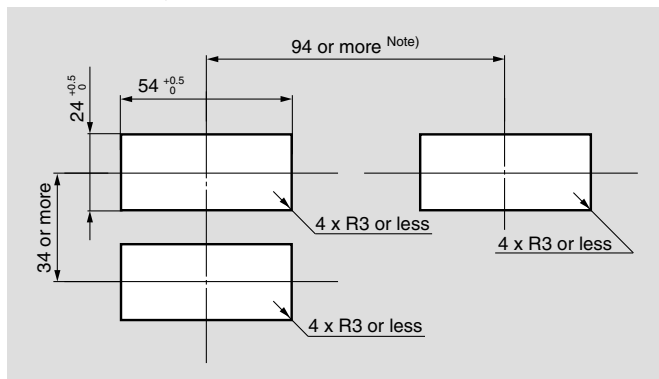 94 or more Note)
54 +0.5 0
24 +0.5 0
34 or more
4 x R3 or less
4 x R3 or less
4 x R3 or less